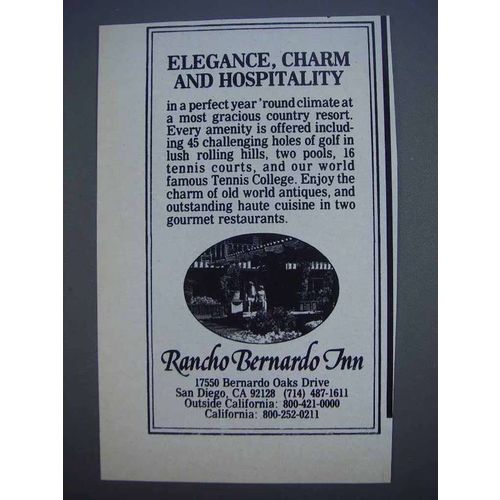 ELEGANCE, CHARM
AND HOSPITALITY
in a perfect year 'round climate at
a most gracious country resort.
Every amenity is offered includ-
ing 45 challenging holes of golf in
lush rolling hills, two pools, 16
tennis courts, and our world
famous Tennis College. Enjoy the
charm of old world antiques, and
outstanding haute cuisine in two
gourmet restaurants.
Rancho Bernardo Inn
17550 Bernardo Oaks Drive
San Diego, CA 92128 (714) 487-1611
Outside California: 800-421-0000
California: 800-252-0211